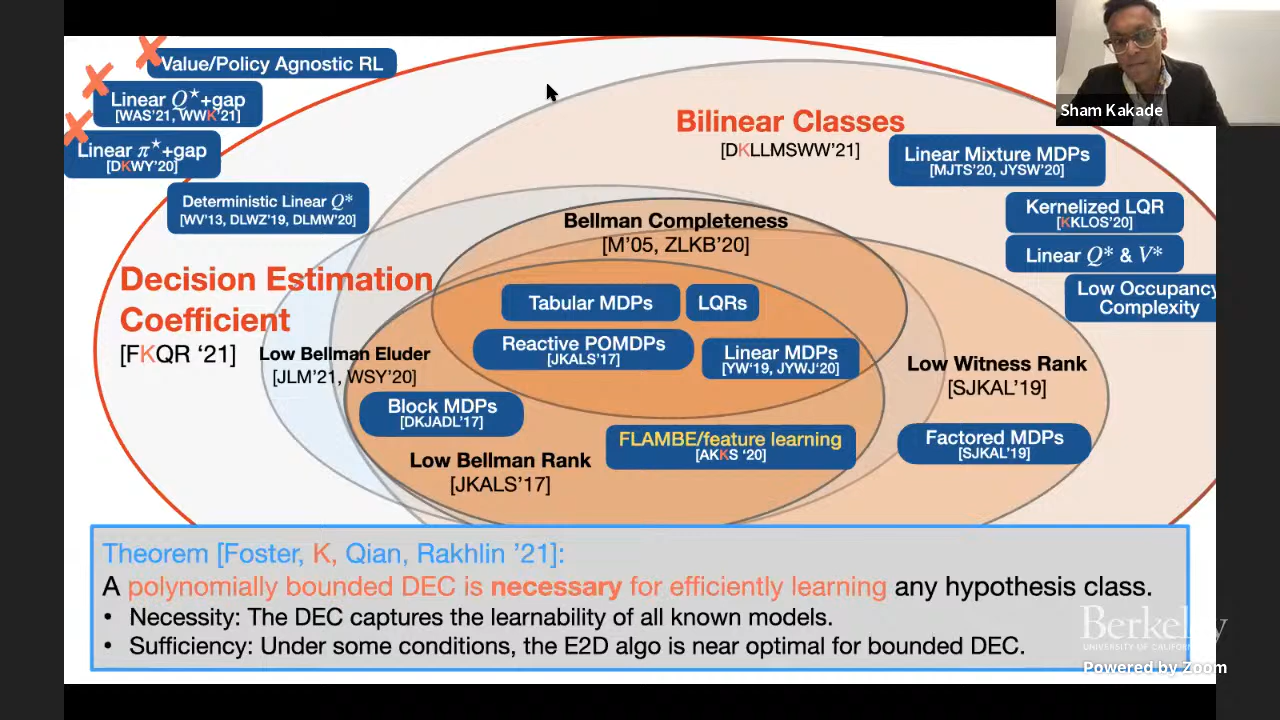 Value/Policy Agnostic RL
Linear Q*+gap
[WAS'21, WWK'21]
Linear π*+gap
[DKWY'20]
Deterministic Linear Q*
[WV'13, DLWZ'19, DLMW'20]
Decision Estimation
Coefficient
[FKQR '21]
Bilinear Classes
[DKLLMSWW'21]
Linear Mixture MDPs
[MJTS'20, JYSW'20]
Kernelized LQR
[KKLOS'20]
Linear Q* & V*
Low Occupancy
Complexity
Bellman Completeness
[M'05, ZLKB'20]
Tabular MDPs
LQRs
Reactive POMDPs
[JKALS'17]
Linear MDPs
[YW'19, JYWJ'20]
Low Bellman Eluder
[JLM'21, WSY'20]
Block MDPs
[DKJADL'17]
FLAMBE/feature learning
[AKKS '20]
Low Bellman Rank
[JKALS'17]
Low Witness Rank
[SJKAL'19]
Factored MDPs
[SJKAL'19]
Theorem [Foster, K, Qian, Rakhlin '21]:
A polynomially bounded DEC is necessary for efficiently learning any hypothesis class.
• Necessity: The DEC captures the learnability of all known models.
• Sufficiency: Under some conditions, the E2D algo is near optimal for bounded DEC.
Sham Kakade
Berkeley
UNIVERSITY OF CALIFORNIA
Powered by Zoom